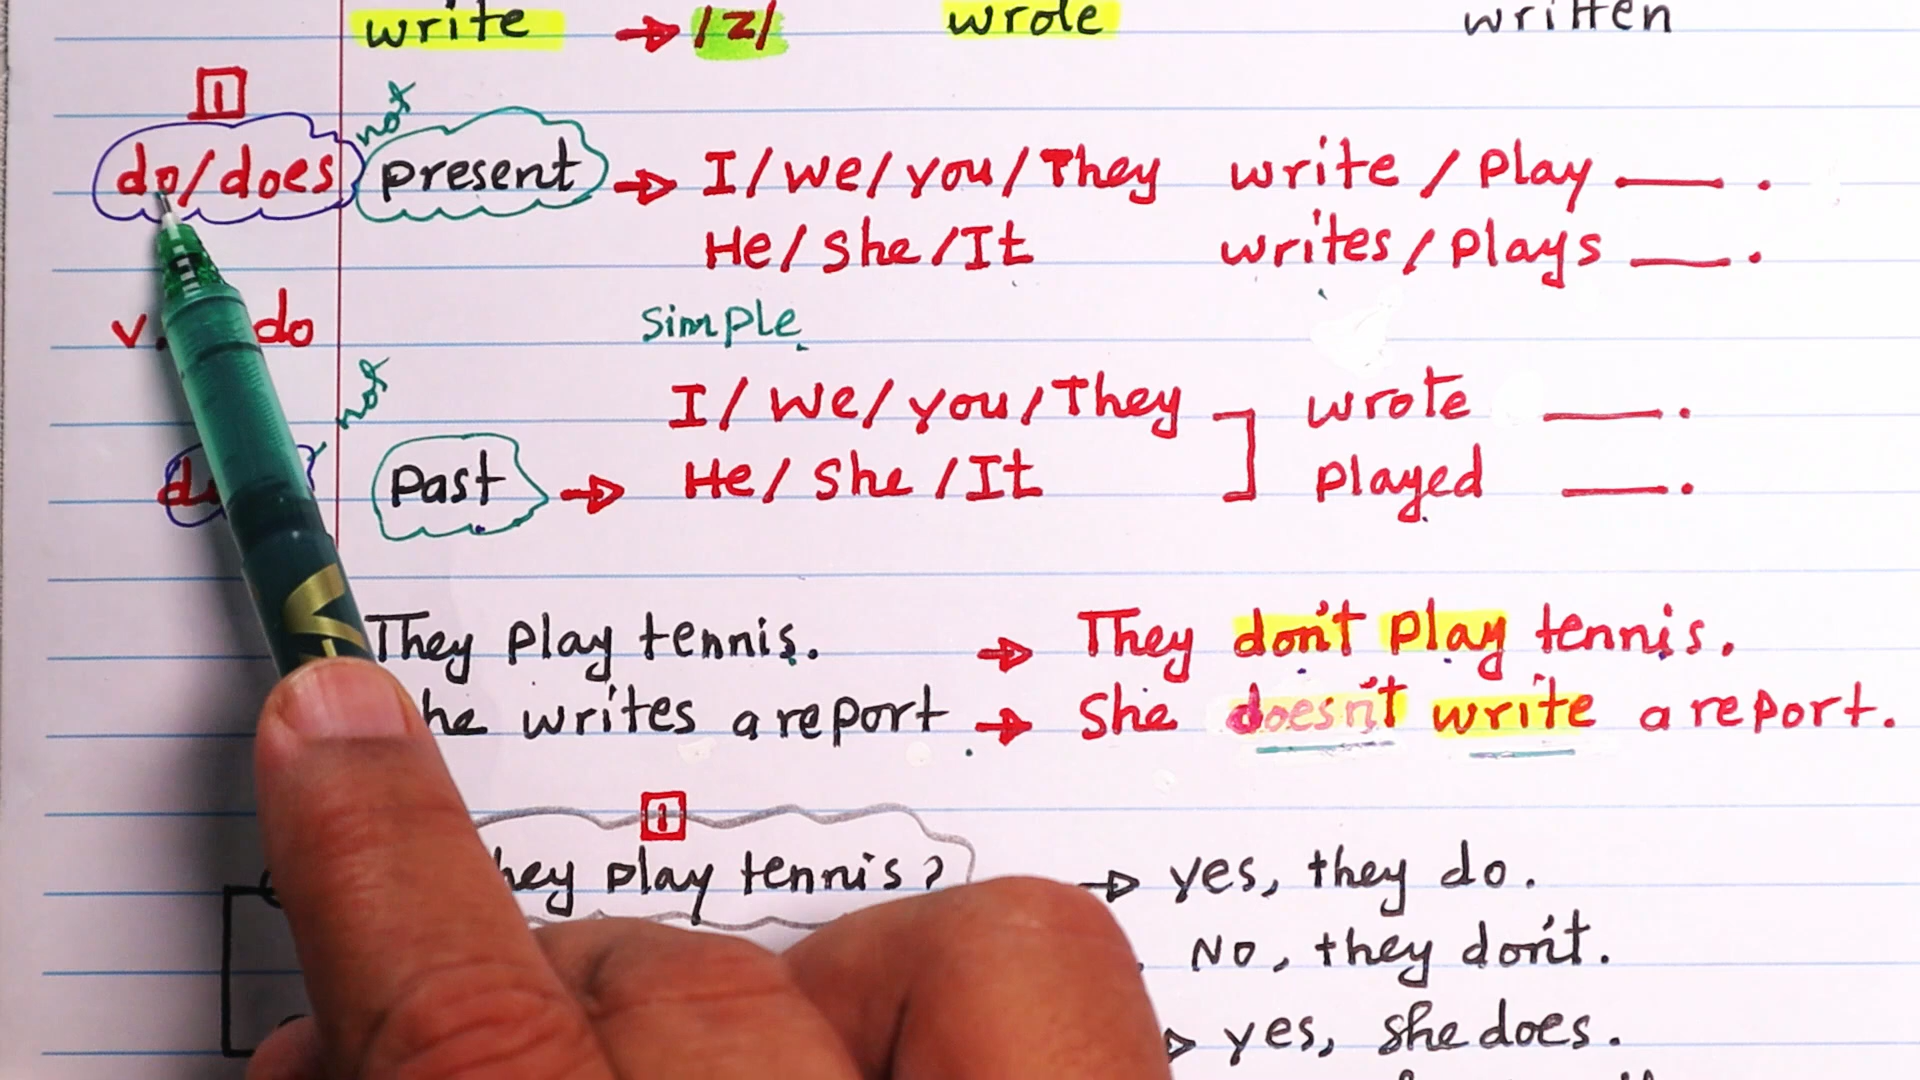 write → /z/ wrote written
1
do/does not present → I/we/you/They write / play ___ .
He/she/It writes/plays ___ .
v. do
simple
not
I/we/you/They wrote ___ .
past → He/she/It played ___ .
They play tennis. → They don't play tennis.
he writes a report → She doesn't write a report.
1
hey play tennis? → yes, they do.
No, they don't.
yes, she does.